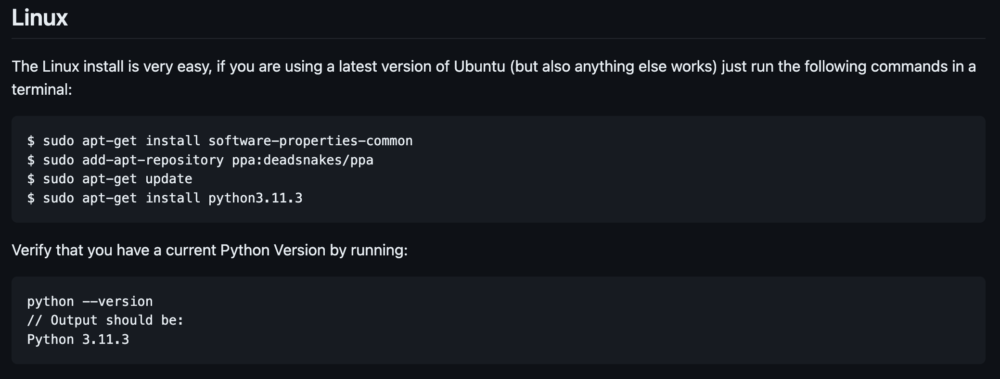 Linux
The Linux install is very easy, if you are using a latest version of Ubuntu (but also anything else works) just run the following commands in a
terminal:
$ sudo apt-get install software-properties-common
$ sudo add-apt-repository ppa:deadsnakes/ppa
$ sudo apt-get update
$ sudo apt-get install python3.11.3
Verify that you have a current Python Version by running:
python --version
// Output should be:
Python 3.11.3